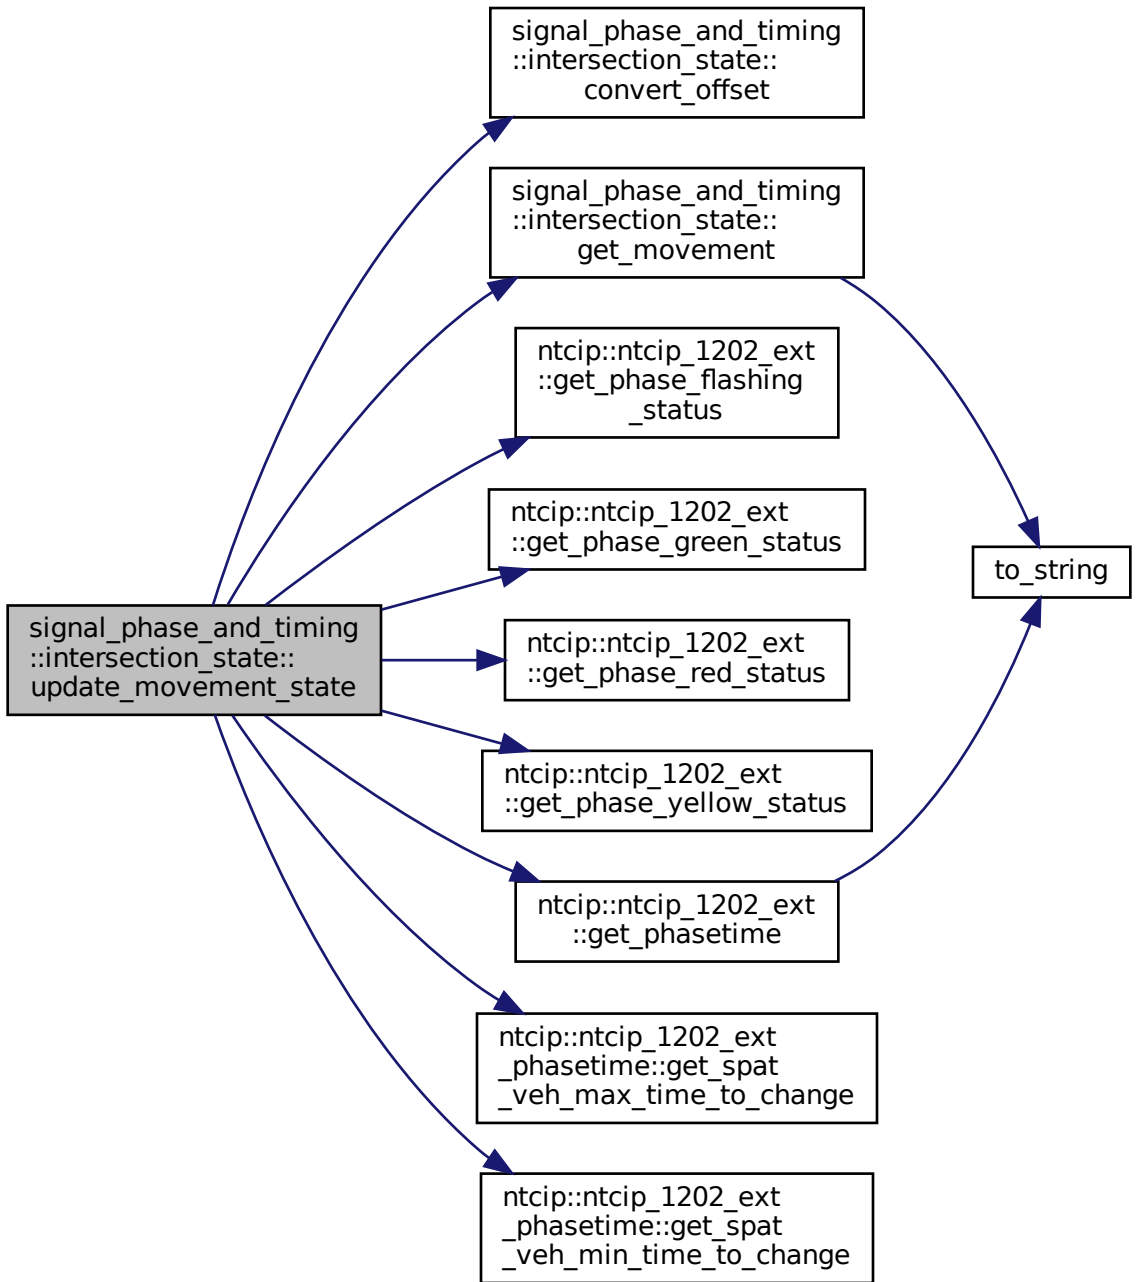 signal_phase_and_timing
::intersection_state::
convert_offset
signal_phase_and_timing
::intersection_state::
get_movement
ntcip::ntcip_1202_ext
::get_phase_flashing
_status
ntcip::ntcip_1202_ext
::get_phase_green_status
to_string
signal_phase_and_timing
::intersection_state::
update_movement_state
ntcip::ntcip_1202_ext
::get_phase_red_status
ntcip::ntcip_1202_ext
::get_phase_yellow_status
ntcip::ntcip_1202_ext
::get_phasetime
ntcip::ntcip_1202_ext
_phasetime::get_spat
_veh_max_time_to_change
ntcip::ntcip_1202_ext
_phasetime::get_spat
_veh_min_time_to_change